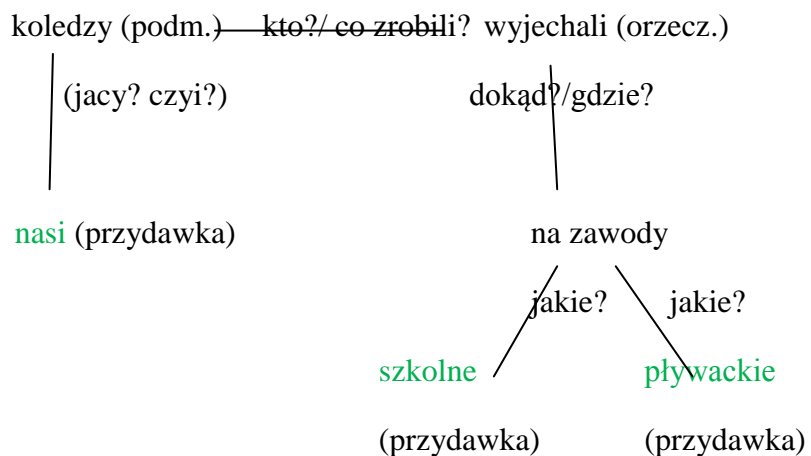 koledzy (podm.) kto?/ co zrobili? wyjechali (orzecz.)
(jacy? czyi?) dokąd?/gdzie?
nasi (przydawka) na zawody
jakie? jakie?
szkolne pływackie
(przydawka) (przydawka)